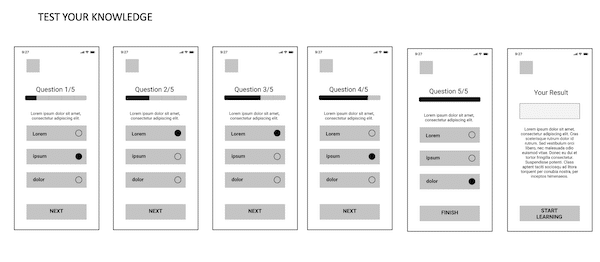 TEST YOUR KNOWLEDGE
9:27
Question 1/5
Lorem ipsum dolor sit amet,
consectetur adipiscing elit.
Lorem
ipsum
dolor
NEXT
9:27
Question 2/5
Lorem ipsum dolor sit amet,
consectetur adipiscing elit.
Lorem
ipsum
dolor
NEXT
9:27
Question 3/5
Lorem ipsum dolor sit amet,
consectetur adipiscing elit.
Lorem
ipsum
dolor
NEXT
9:27
Question 4/5
Lorem ipsum dolor sit amet,
consectetur adipiscing elit.
Lorem
ipsum
dolor
NEXT
9:27
Question 5/5
Lorem ipsum dolor sit amet,
consectetur adipiscing elit.
Lorem
ipsum
dolor
FINISH
9:27
Your Result
Lorem ipsum dolor sit amet,
consectetur adipiscing elit. Cras
scelerisque rutrum dolor ut
rutrum. Sed vestibulum orci
libero, nec malesuada odio
euismod vitae. Donec eu dui et
tortor fringilla consectetur.
Vivamus et dictum mi. Class
aptent taciti sociosqu ad litora
torquent per conubia nostra, per
inceptos himenaeos.
START
LEARNING